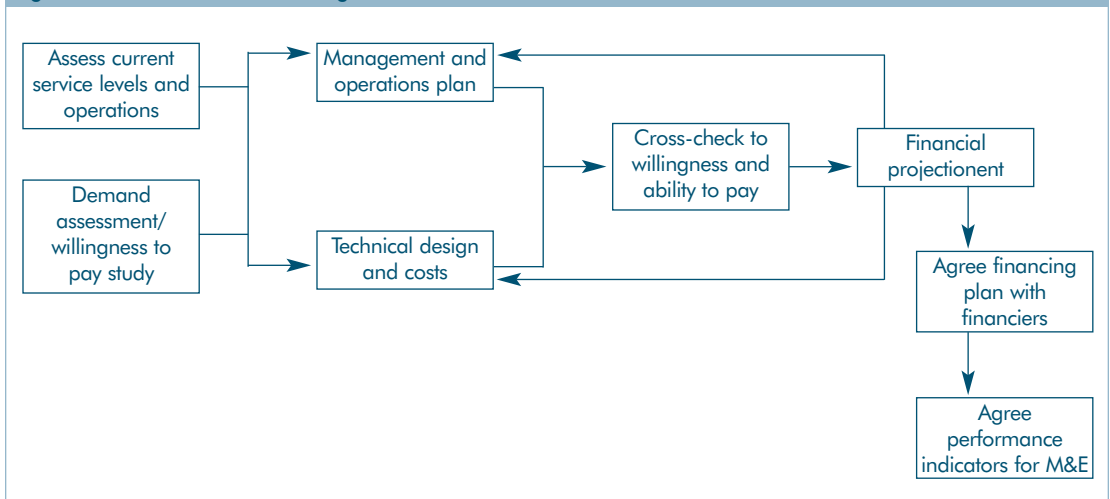 Assess current
service levels and
operations
Demand
assessment/
willingness to
pay study
Management and
operations plan
Technical design
and costs
Cross-check to
willingness and
ability to pay
Financial
projectionent
Agree financing
plan with
financiers
Agree
performance
indicators for M&E